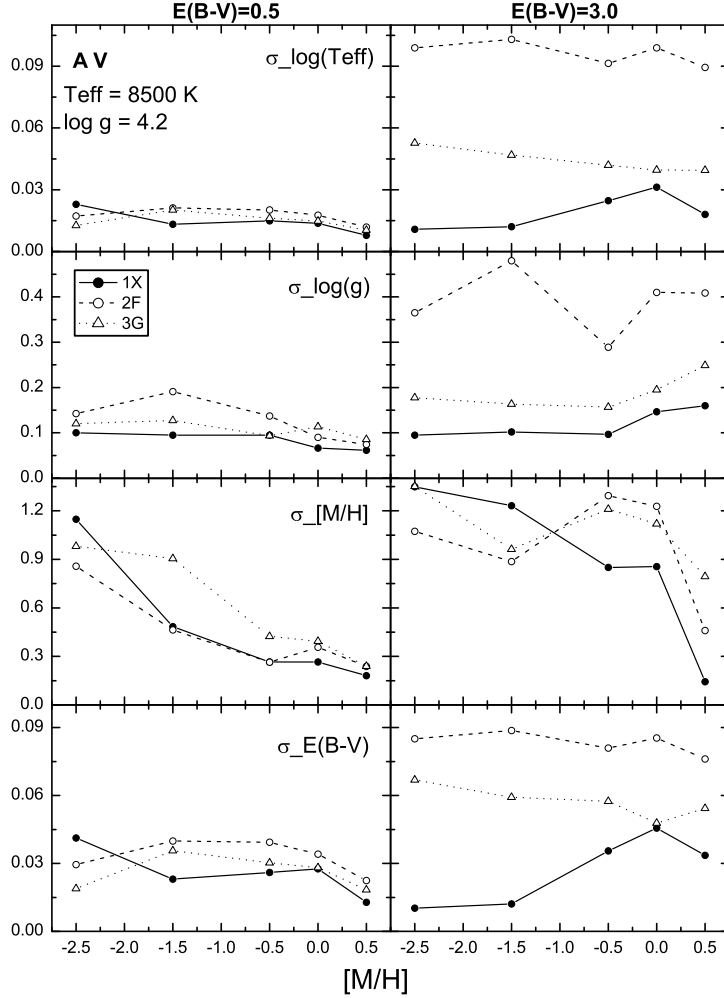 E(B-V)=0.5 E(B-V)=3.0
A V σ_log(Teff)
Teff = 8500 K
log g = 4.2
0.09
0.06
0.03
0.00
σ_log(g)
1X
2F
3G
0.4
0.3
0.2
0.1
0.0
σ_[M/H]
1.2
0.9
0.6
0.3
0.0
σ_E(B-V)
0.09
0.06
0.03
0.00
-2.5 -2.0 -1.5 -1.0 -0.5 0.0 0.5 -2.5 -2.0 -1.5 -1.0 -0.5 0.0 0.5
[M/H]